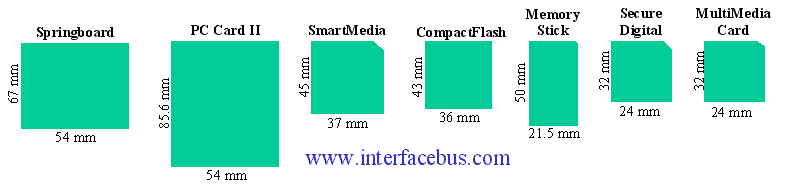 Springboard
67 mm
54 mm
PC Card II
85.6 mm
54 mm
SmartMedia
45 mm
37 mm
CompactFlash
43 mm
36 mm
Memory
Stick
50 mm
21.5 mm
Secure
Digital
32 mm
24 mm
MultiMedia
Card
32 mm
24 mm
www.interfacebus.com